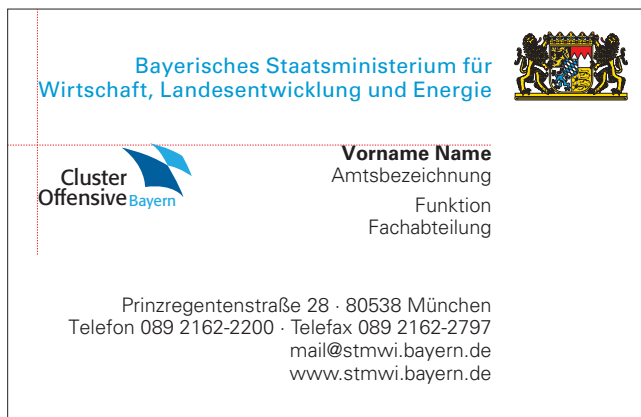 Bayerisches Staatsministerium für
Wirtschaft, Landesentwicklung und Energie
Cluster
Offensive Bayern
Vorname Name
Amtsbezeichnung
Funktion
Fachabteilung
Prinzregentenstraße 28 · 80538 München
Telefon 089 2162-2200 · Telefax 089 2162-2797
mail@stmwi.bayern.de
www.stmwi.bayern.de